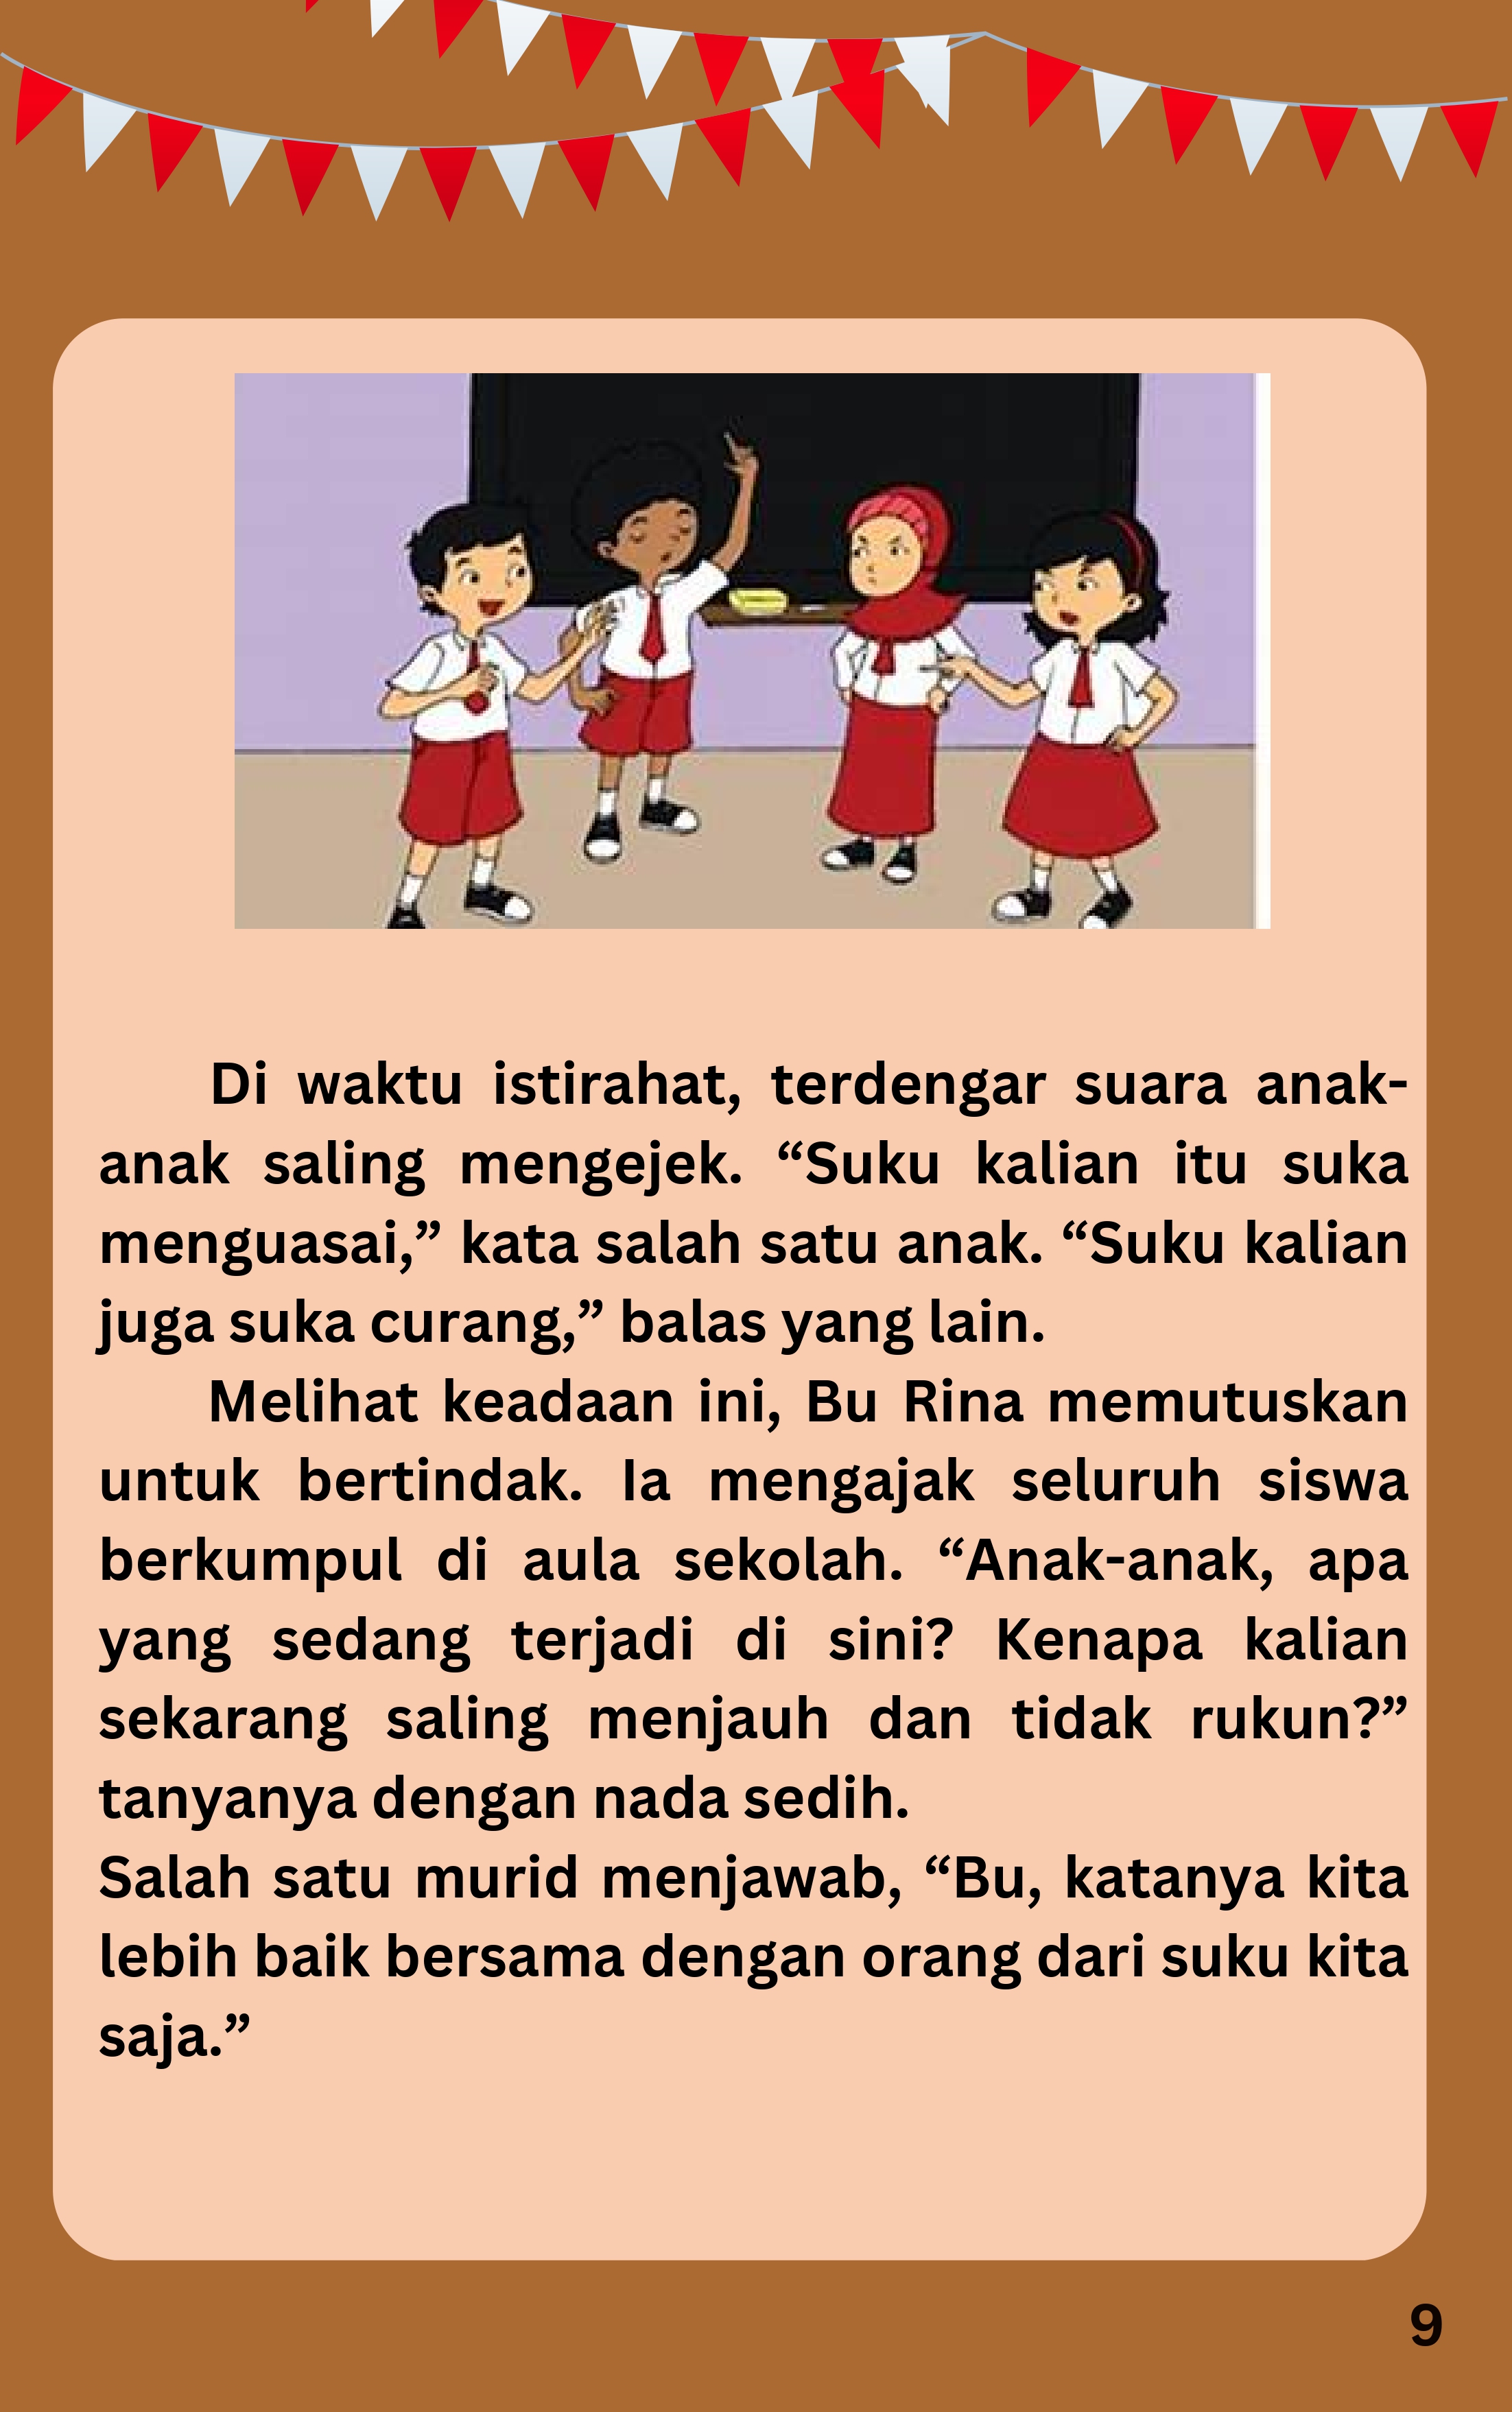 Di waktu istirahat, terdengar suara anak-
anak saling mengejek. “Suku kalian itu suka
menguasai,” kata salah satu anak. “Suku kalian
juga suka curang,” balas yang lain.
Melihat keadaan ini, Bu Rina memutuskan
untuk bertindak. Ia mengajak seluruh siswa
berkumpul di aula sekolah. “Anak-anak, apa
yang sedang terjadi di sini? Kenapa kalian
sekarang saling menjauh dan tidak rukun?”
tanyanya dengan nada sedih.
Salah satu murid menjawab, “Bu, katanya kita
lebih baik bersama dengan orang dari suku kita
saja.”
9